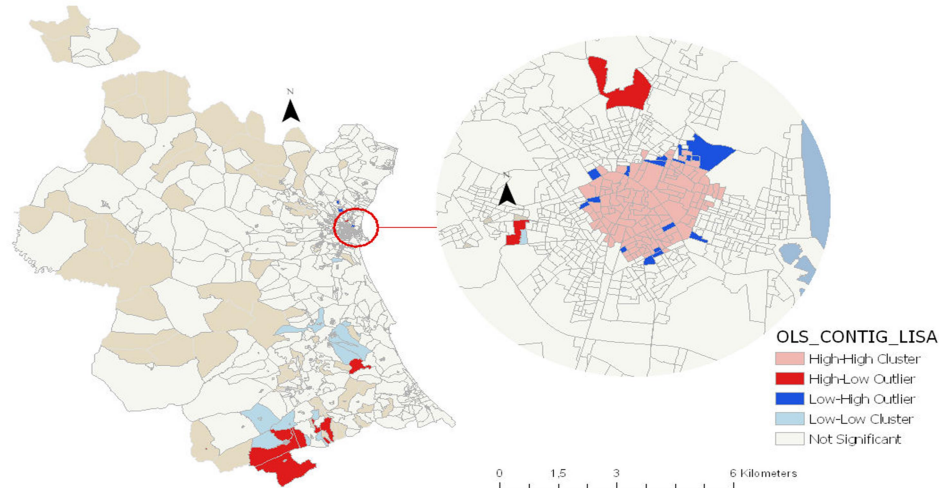 N
N
OLS_CONTIG_LISA
High-High Cluster
High-Low Outlier
Low-High Outlier
Low-Low Cluster
Not Significant
0 1,5 3 6 Kilometers